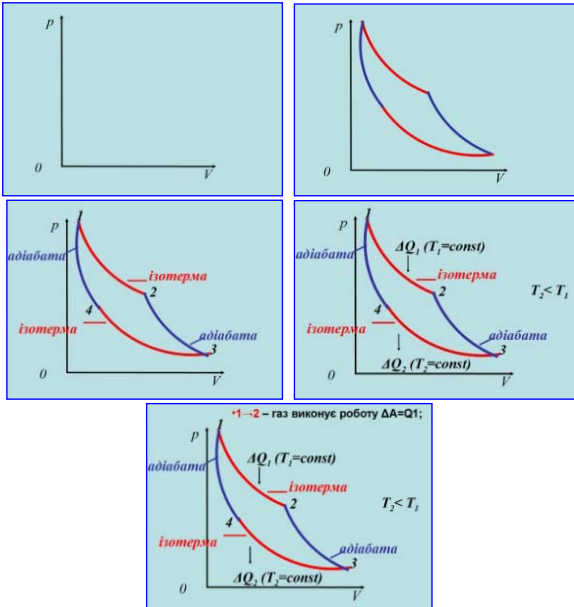 p
0
V
p
0
V
p
1
адіабата
ізотерма
2
4
ізотерма
адіабата
3
0
V
p
1
ΔQ₁ (T₁=const)
адіабата
ізотерма
2
T₂< T₁
4
ізотерма
адіабата
3
ΔQ₂ (T₂=const)
0
V
•1→2 – газ виконує роботу ΔA=Q1;
p
1
ΔQ₁ (T₁=const)
адіабата
ізотерма
2
T₂< T₁
4
ізотерма
адіабата
3
ΔQ₂ (T₂=const)
0
V